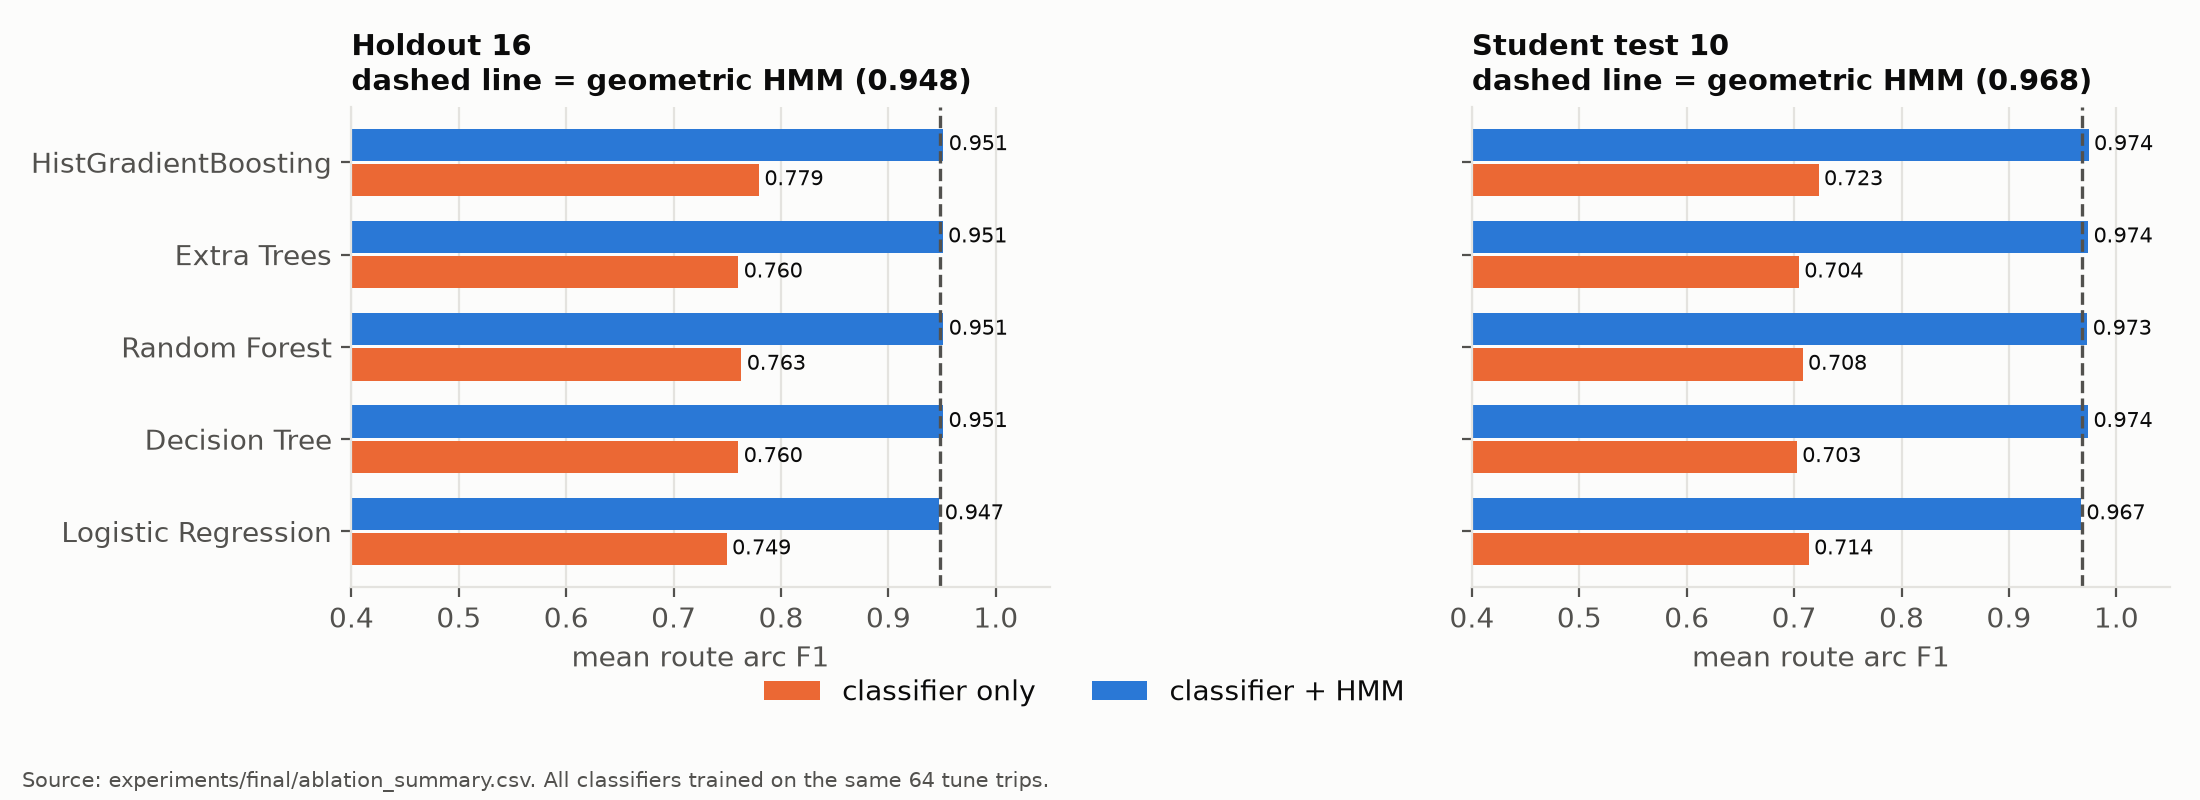 Holdout 16
dashed line = geometric HMM (0.948)
Student test 10
dashed line = geometric HMM (0.968)
HistGradientBoosting
0.951
0.779
0.974
0.723
Extra Trees
0.951
0.760
0.974
0.704
Random Forest
0.951
0.763
0.973
0.708
Decision Tree
0.951
0.760
0.974
0.703
Logistic Regression
0.947
0.749
0.967
0.714
0.4 0.5 0.6 0.7 0.8 0.9 1.0
0.4 0.5 0.6 0.7 0.8 0.9 1.0
mean route arc F1
mean route arc F1
classifier only
classifier + HMM
Source: experiments/final/ablation_summary.csv. All classifiers trained on the same 64 tune trips.